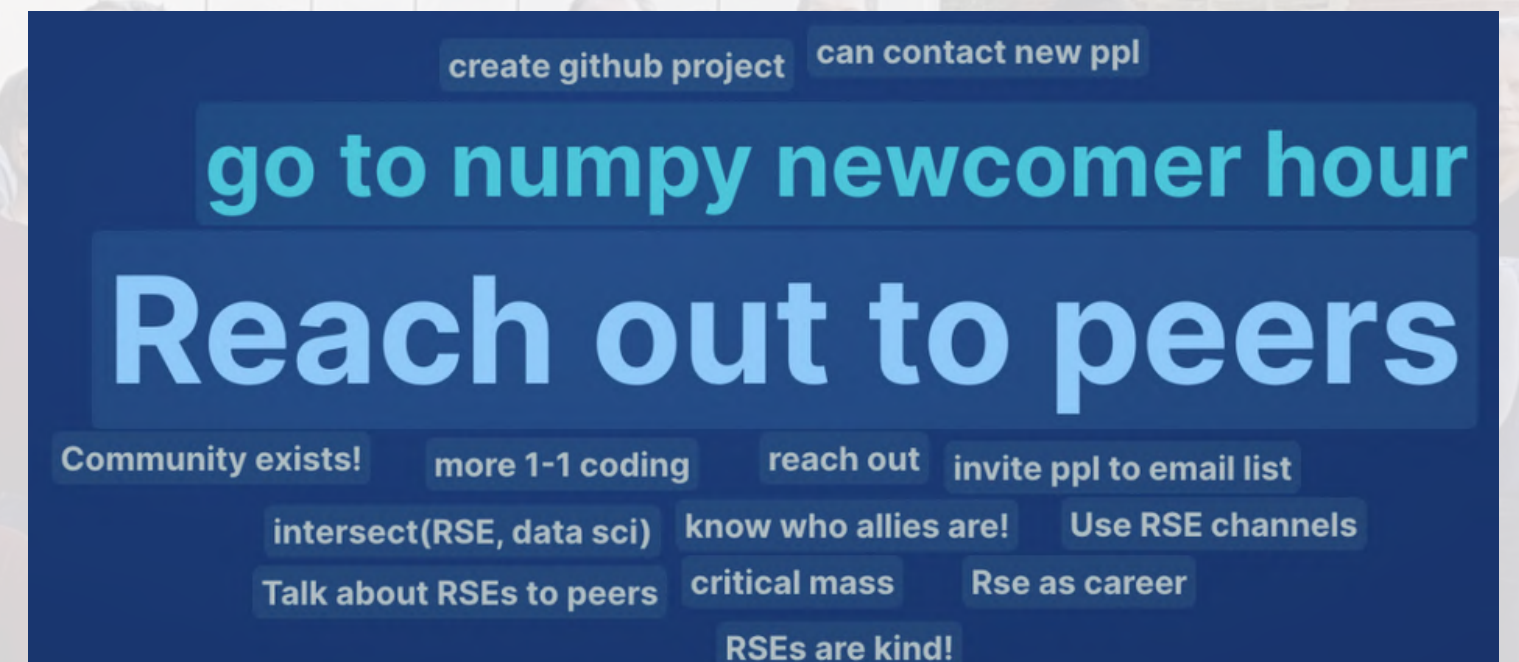 create github project
can contact new ppl
go to numpy newcomer hour
Reach out to peers
Community exists!
more 1-1 coding
reach out
invite ppl to email list
intersect(RSE, data sci)
know who allies are!
Use RSE channels
Talk about RSEs to peers
critical mass
Rse as career
RSEs are kind!